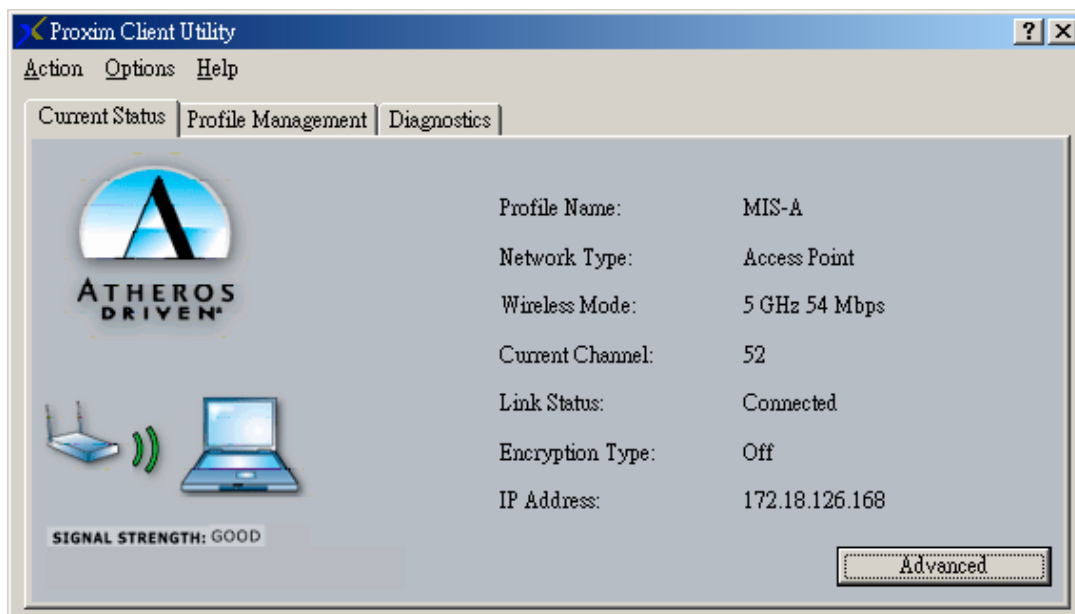 Proxim Client Utility
Action Options Help
Current Status Profile Management Diagnostics
ATHEROS
DRIVEN
Profile Name: MIS-A
Network Type: Access Point
Wireless Mode: 5 GHz 54 Mbps
Current Channel: 52
Link Status: Connected
Encryption Type: Off
IP Address: 172.18.126.168
SIGNAL STRENGTH: GOOD
Advanced